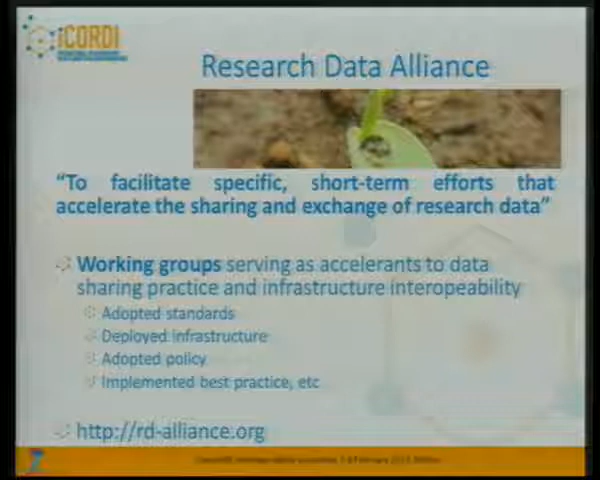 iCORDI
Research Data Alliance
“To facilitate specific, short-term efforts that
accelerate the sharing and exchange of research data”
Working groups serving as accelerants to data
sharing practice and infrastructure interopeability
Adopted standards
Deployed infrastructure
Adopted policy
Implemented best practice, etc
http://rd-alliance.org